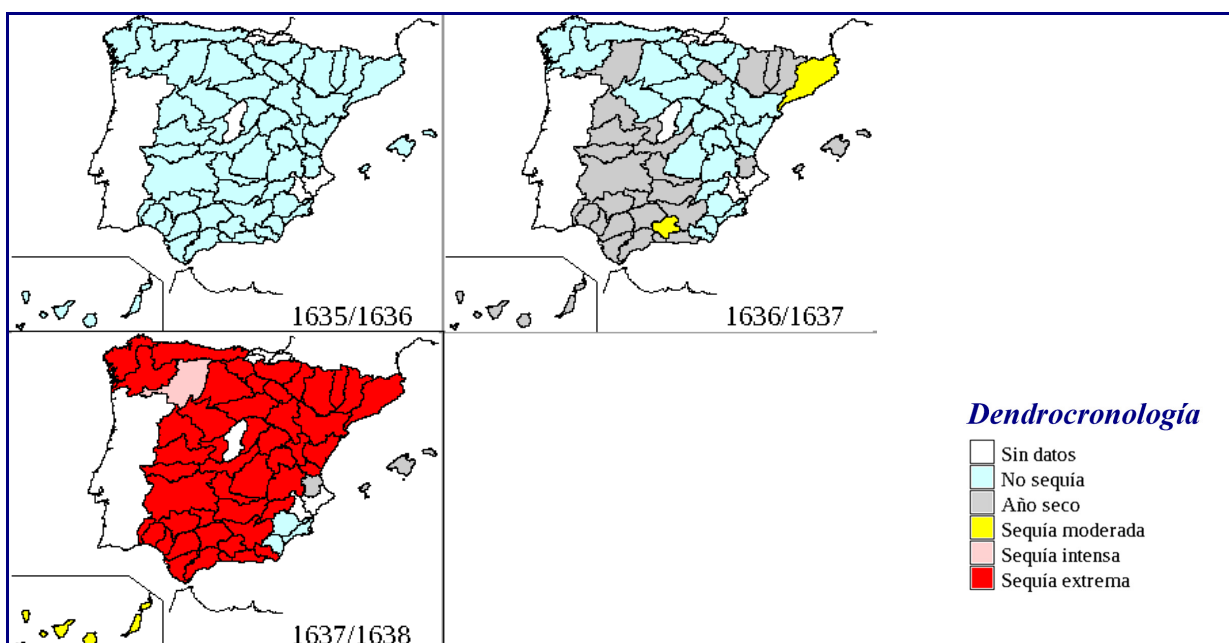 1635/1636
1636/1637
1637/1638
Dendrocronología
Sin datos
No sequía
Año seco
Sequía moderada
Sequía intensa
Sequía extrema